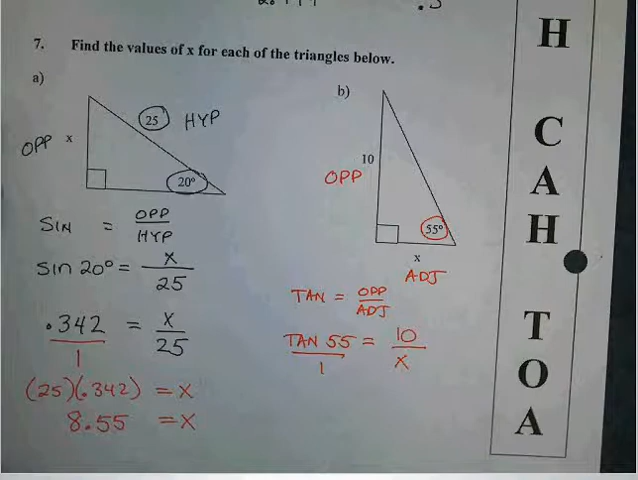 7. Find the values of x for each of the triangles below.
a)
25 HYP
OPP x
20°
SIN = OPP/HYP
sin 20° = x/25
.342/1 = x/25
(25)(.342) = x
8.55 = x
b)
10
OPP
55°
x
ADJ
TAN = OPP/ADJ
TAN 55/1 = 10/x
H
C
A
H
T
O
A